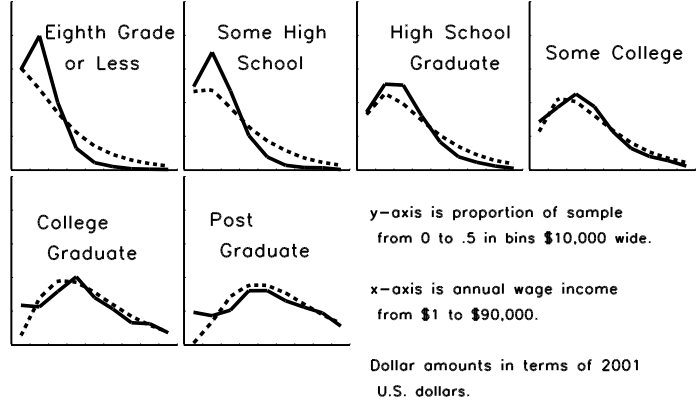 Eighth Grade
or Less
Some High
School
High School
Graduate
Some College
College
Graduate
Post
Graduate
y-axis is proportion of sample
from 0 to .5 in bins $10,000 wide.
x-axis is annual wage income
from $1 to $90,000.
Dollar amounts in terms of 2001
U.S. dollars.